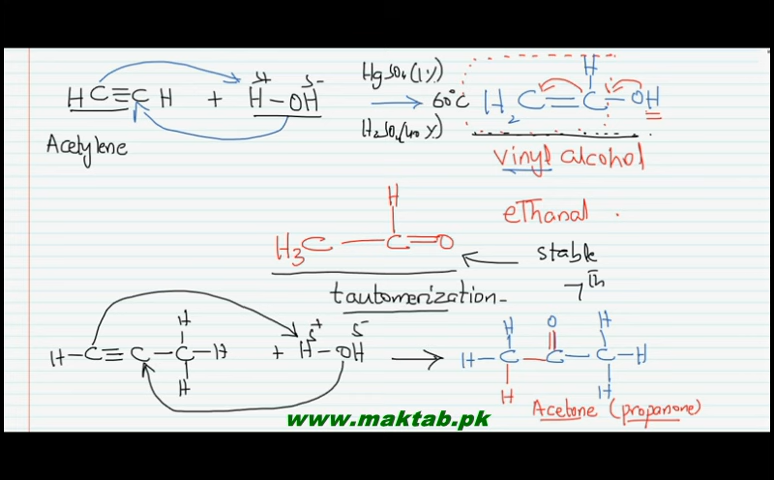 HC≡CH + H–OH HgSO4(1%) 60°C H2C=C–OH
δ+ δ- H
Acetylene H2SO4(40%)
vinyl alcohol
ethanal
H
H3C—C=O stable
tautomerization 7th
H δ+ δ- H O H
H–C≡C–C–H + H–OH → H–C–C–C–H
H H H
Acetone (propanone)
www.maktab.pk